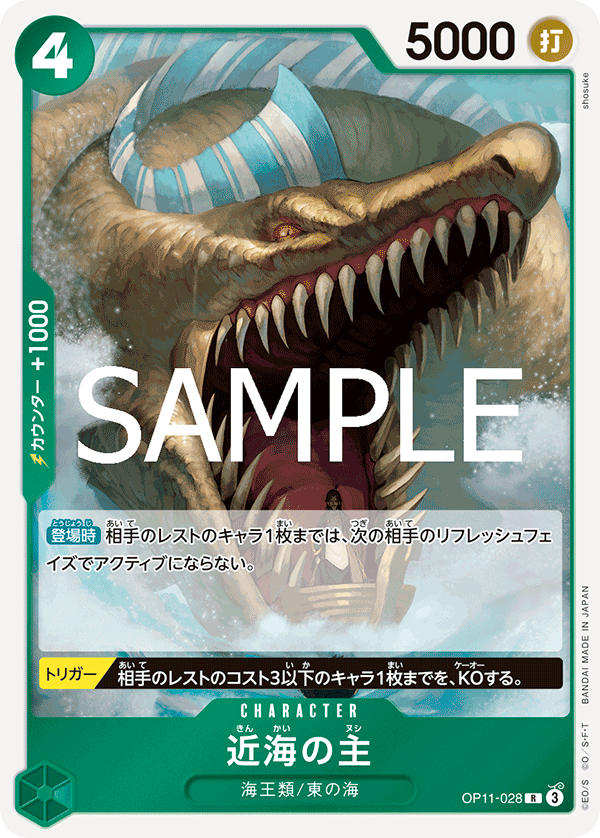 4
5000 打
shosuke
カウンター +1000
SAMPLE
登場時 相手のレストのキャラ1枚までは、次の相手のリフレッシュフェ
イズでアクティブにならない。
トリガー 相手のレストのコスト3以下のキャラ1枚までを、KOする。
CHARACTER
近海の主
海王類/東の海
OP11-028 R 3
©E/S ©O/S・F・T BANDAI MADE IN JAPAN